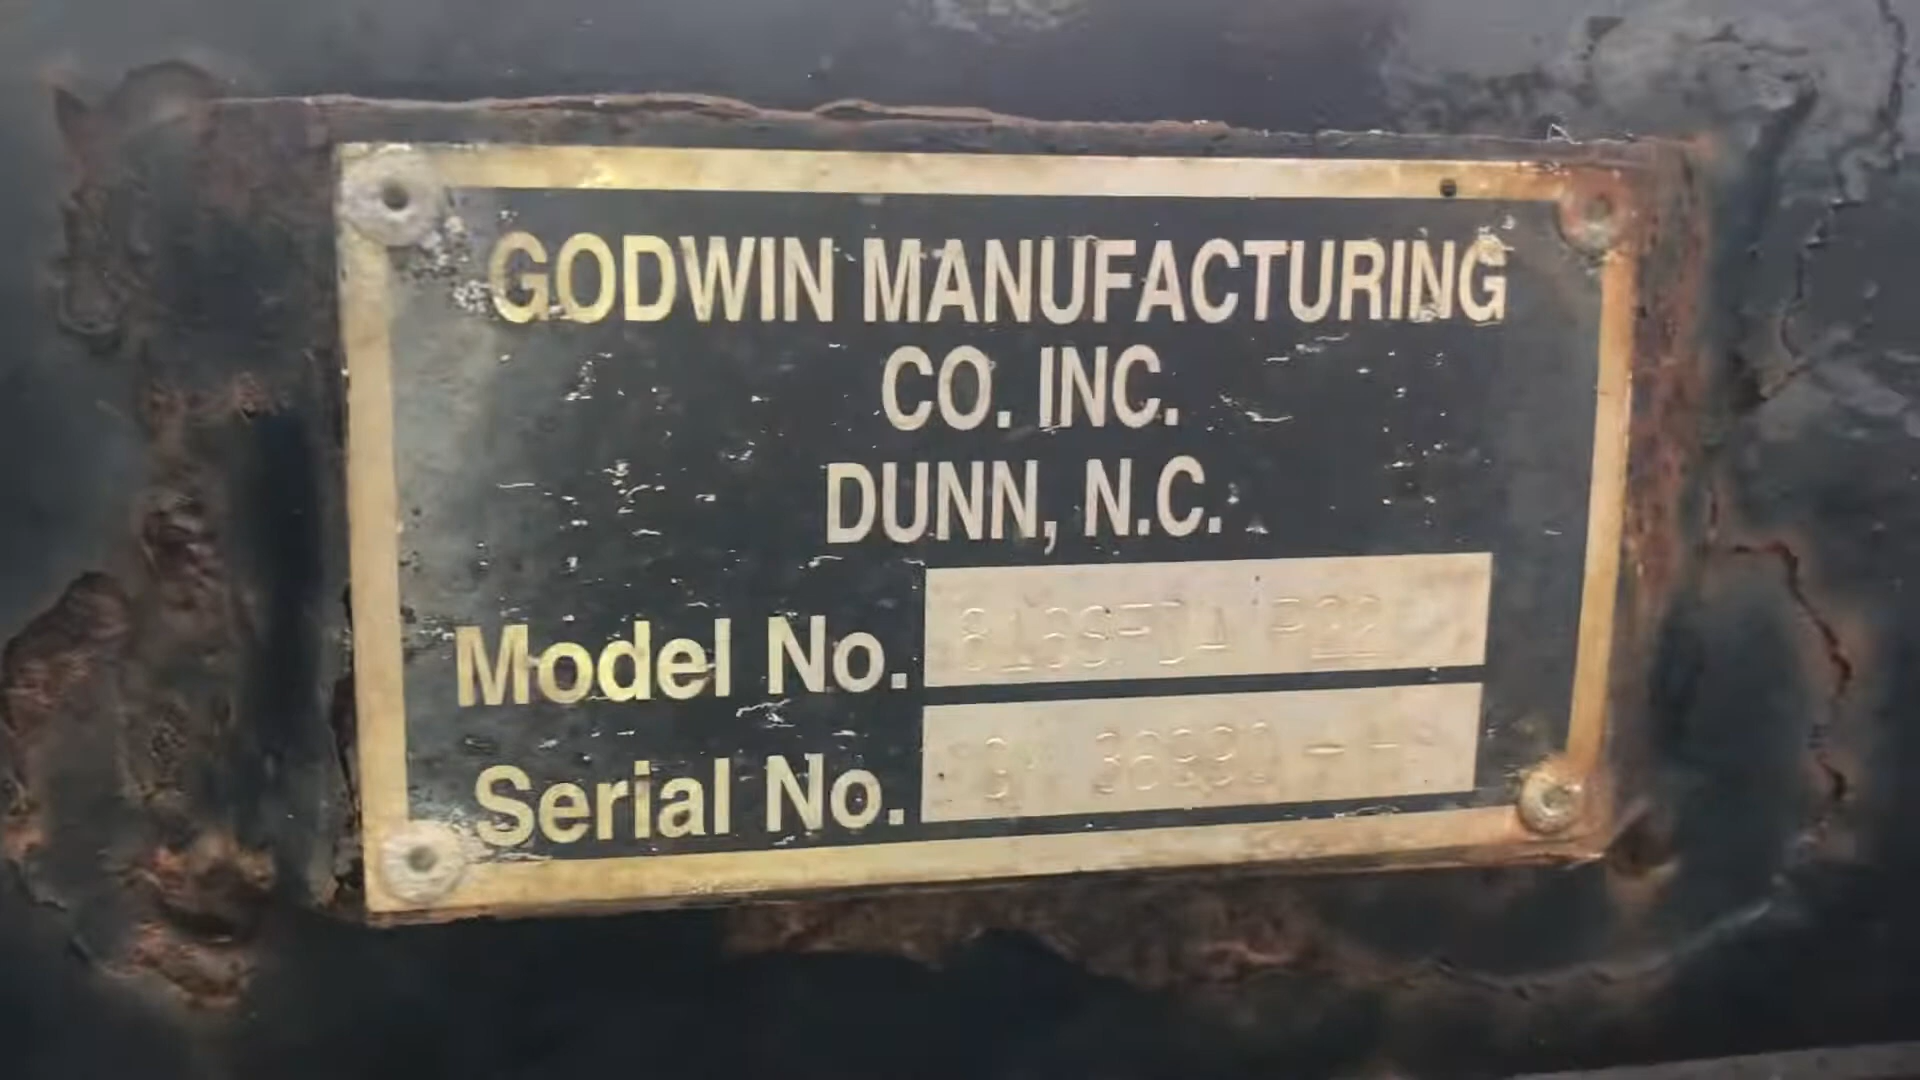 GODWIN MANUFACTURING
CO. INC.
DUNN, N.C.
Model No.
Serial No.